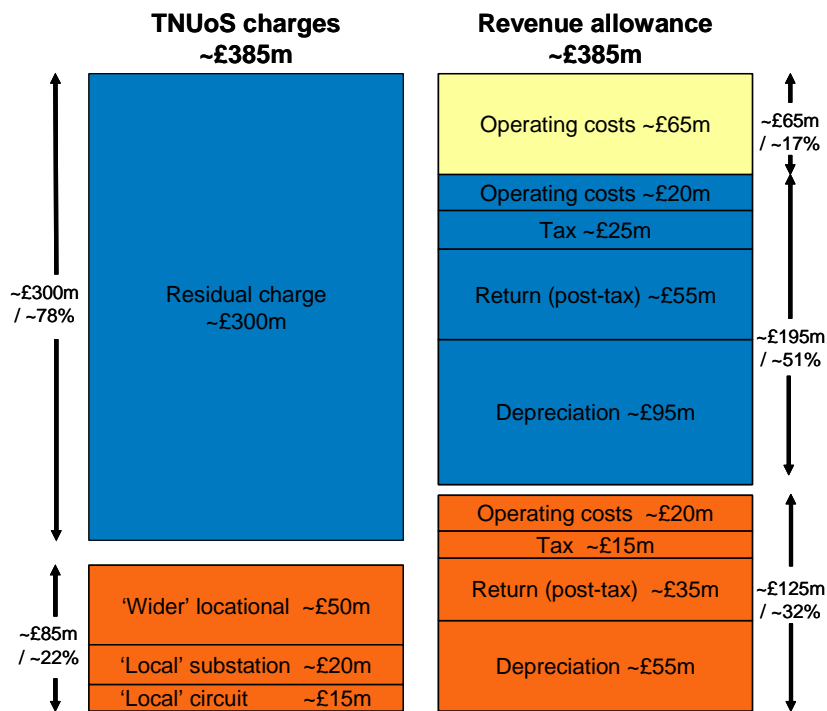 TNUoS charges
~£385m
Revenue allowance
~£385m
~£300m
/ ~78%
Residual charge
~£300m
~£85m
/ ~22%
‘Wider’ locational ~£50m
‘Local’ substation ~£20m
‘Local’ circuit ~£15m
Operating costs ~£65m
~£65m
/ ~17%
Operating costs ~£20m
Tax ~£25m
Return (post-tax) ~£55m
Depreciation ~£95m
~£195m
/ ~51%
Operating costs ~£20m
Tax ~£15m
Return (post-tax) ~£35m
Depreciation ~£55m
~£125m
/ ~32%